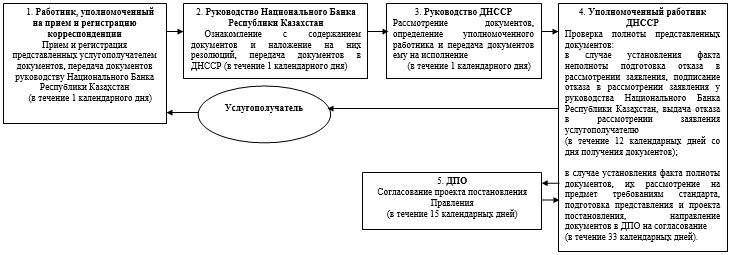 1. Работник, уполномоченный
на прием и регистрацию
корреспонденции
Прием и регистрация
представленных услугополучателем
документов, передача документов
руководству Национального Банка
Республики Казахстан
(в течение 1 календарного дня)
2. Руководство Национального Банка
Республики Казахстан
Ознакомление с содержанием
документов и наложение на них
резолюций, передача документов в
ДНССР (в течение 1 календарного дня)
3. Руководство ДНССР
Рассмотрение документов,
определение уполномоченного
работника и передача документов
ему на исполнение
(в течение 1 календарного дня)
4. Уполномоченный работник
ДНССР
Проверка полноты представленных
документов:
в случае установления факта
неполноты подготовка отказа в
рассмотрении заявления, подписание
отказа в рассмотрении заявления у
руководства Национального Банка
Республики Казахстан, выдача отказа
в рассмотрении заявления
услугополучателю
(в течение 12 календарных дней со
дня получения документов);
в случае установления факта полноты
документов, их рассмотрение на
предмет требованиям стандарта,
подготовка представления и проекта
постановления, направление
документов в ДПО на согласование
(в течение 33 календарных дней).
Услугополучатель
5. ДПО
Согласование проекта постановления
Правления
(в течение 15 календарных дней)